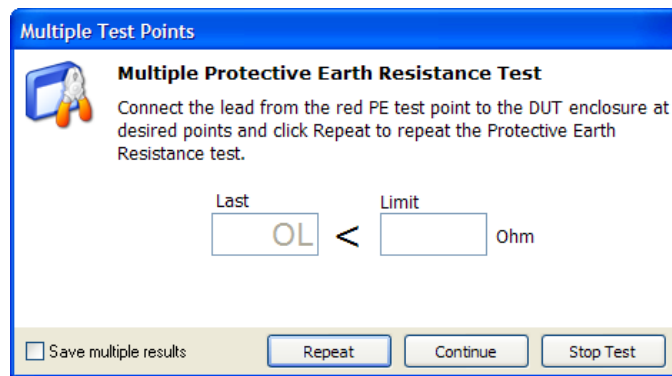 Multiple Test Points
Multiple Protective Earth Resistance Test
Connect the lead from the red PE test point to the DUT enclosure at
desired points and click Repeat to repeat the Protective Earth
Resistance test.
Last Limit
OL < Ohm
Save multiple results Repeat Continue Stop Test